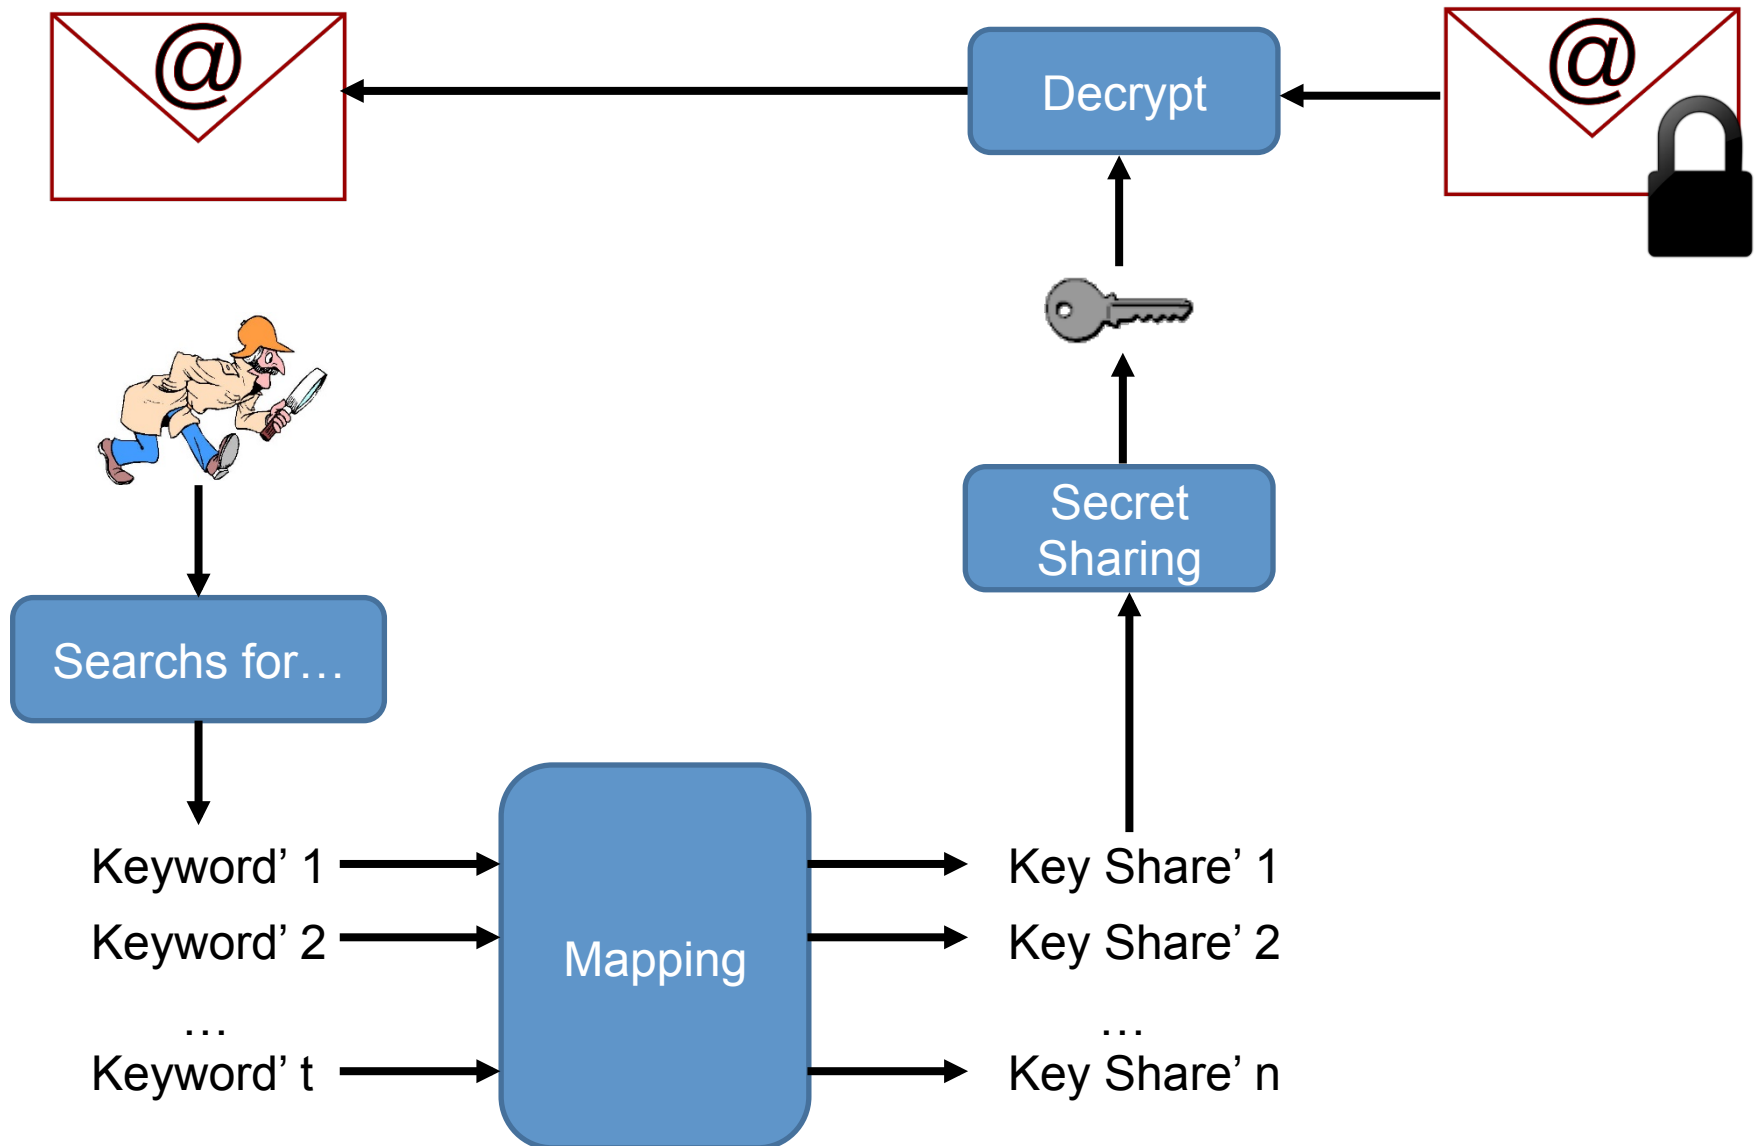 @
Decrypt
@
Secret
Sharing
Searchs for…
Keyword’ 1
Key Share’ 1
Keyword’ 2
Mapping
Key Share’ 2
…
…
Keyword’ t
Key Share’ n